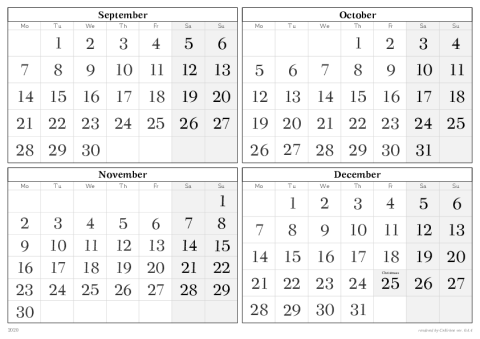 September
Mo Tu We Th Fr Sa Su
1 2 3 4 5 6
7 8 9 10 11 12 13
14 15 16 17 18 19 20
21 22 23 24 25 26 27
28 29 30
October
Mo Tu We Th Fr Sa Su
1 2 3 4
5 6 7 8 9 10 11
12 13 14 15 16 17 18
19 20 21 22 23 24 25
26 27 28 29 30 31
November
Mo Tu We Th Fr Sa Su
1
2 3 4 5 6 7 8
9 10 11 12 13 14 15
16 17 18 19 20 21 22
23 24 25 26 27 28 29
30
December
Mo Tu We Th Fr Sa Su
1 2 3 4 5 6
7 8 9 10 11 12 13
14 15 16 17 18 19 20
Christmas
21 22 23 24 25 26 27
28 29 30 31
created by